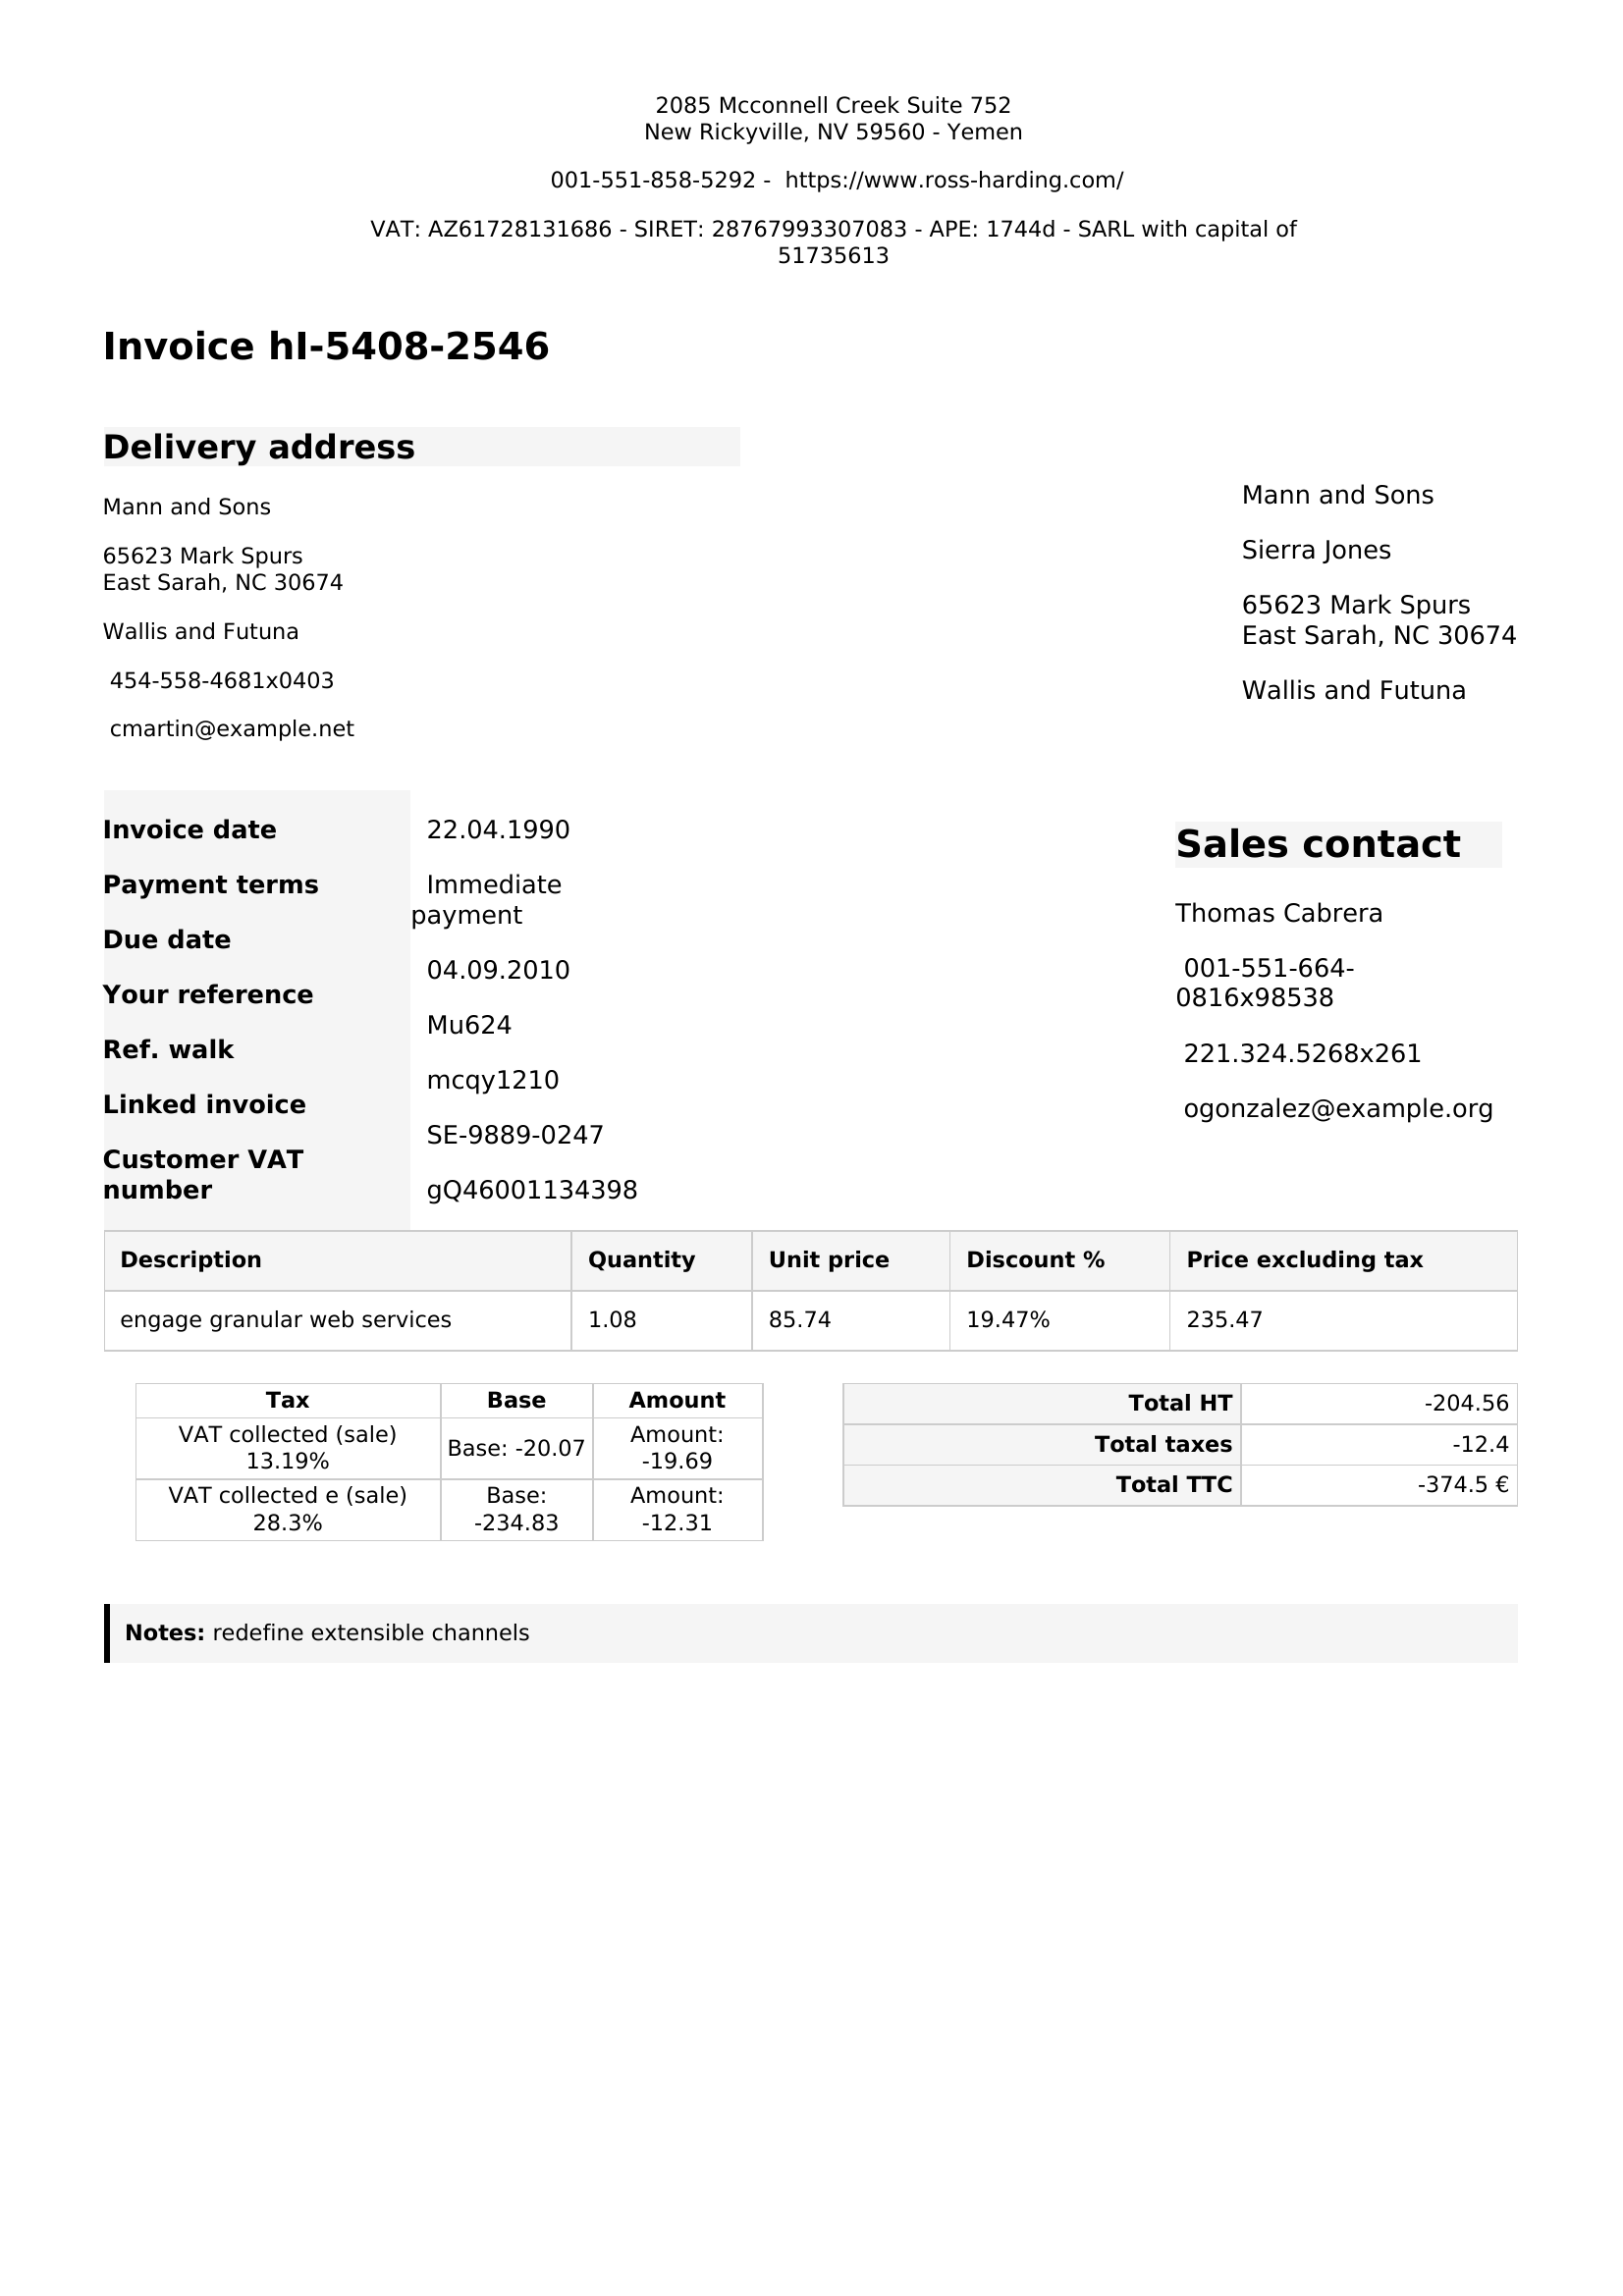 2085 Mcconnell Creek Suite 752
New Rickyville, NV 59560 - Yemen
001-551-858-5292 - https://www.ross-harding.com/
VAT: AZ61728131686 - SIRET: 28767993307083 - APE: 1744d - SARL with capital of
51735613
Invoice hI-5408-2546
Delivery address
Mann and Sons
65623 Mark Spurs
East Sarah, NC 30674
Wallis and Futuna
454-558-4681x0403
cmartin@example.net
Mann and Sons
Sierra Jones
65623 Mark Spurs
East Sarah, NC 30674
Wallis and Futuna
Invoice date
Payment terms
Due date
Your reference
Ref. walk
Linked invoice
Customer VAT
number
22.04.1990
Immediate
payment
04.09.2010
Mu624
mcqy1210
SE-9889-0247
gQ46001134398
Sales contact
Thomas Cabrera
001-551-664-
0816x98538
221.324.5268x261
ogonzalez@example.org
Description Quantity Unit price Discount % Price excluding tax
engage granular web services 1.08 85.74 19.47% 235.47
Tax Base Amount
VAT collected (sale)
13.19%
Base: -20.07
Amount:
-19.69
VAT collected e (sale)
28.3%
Base:
-234.83
Amount:
-12.31
Total HT -204.56
Total taxes -12.4
Total TTC -374.5 €
Notes: redefine extensible channels